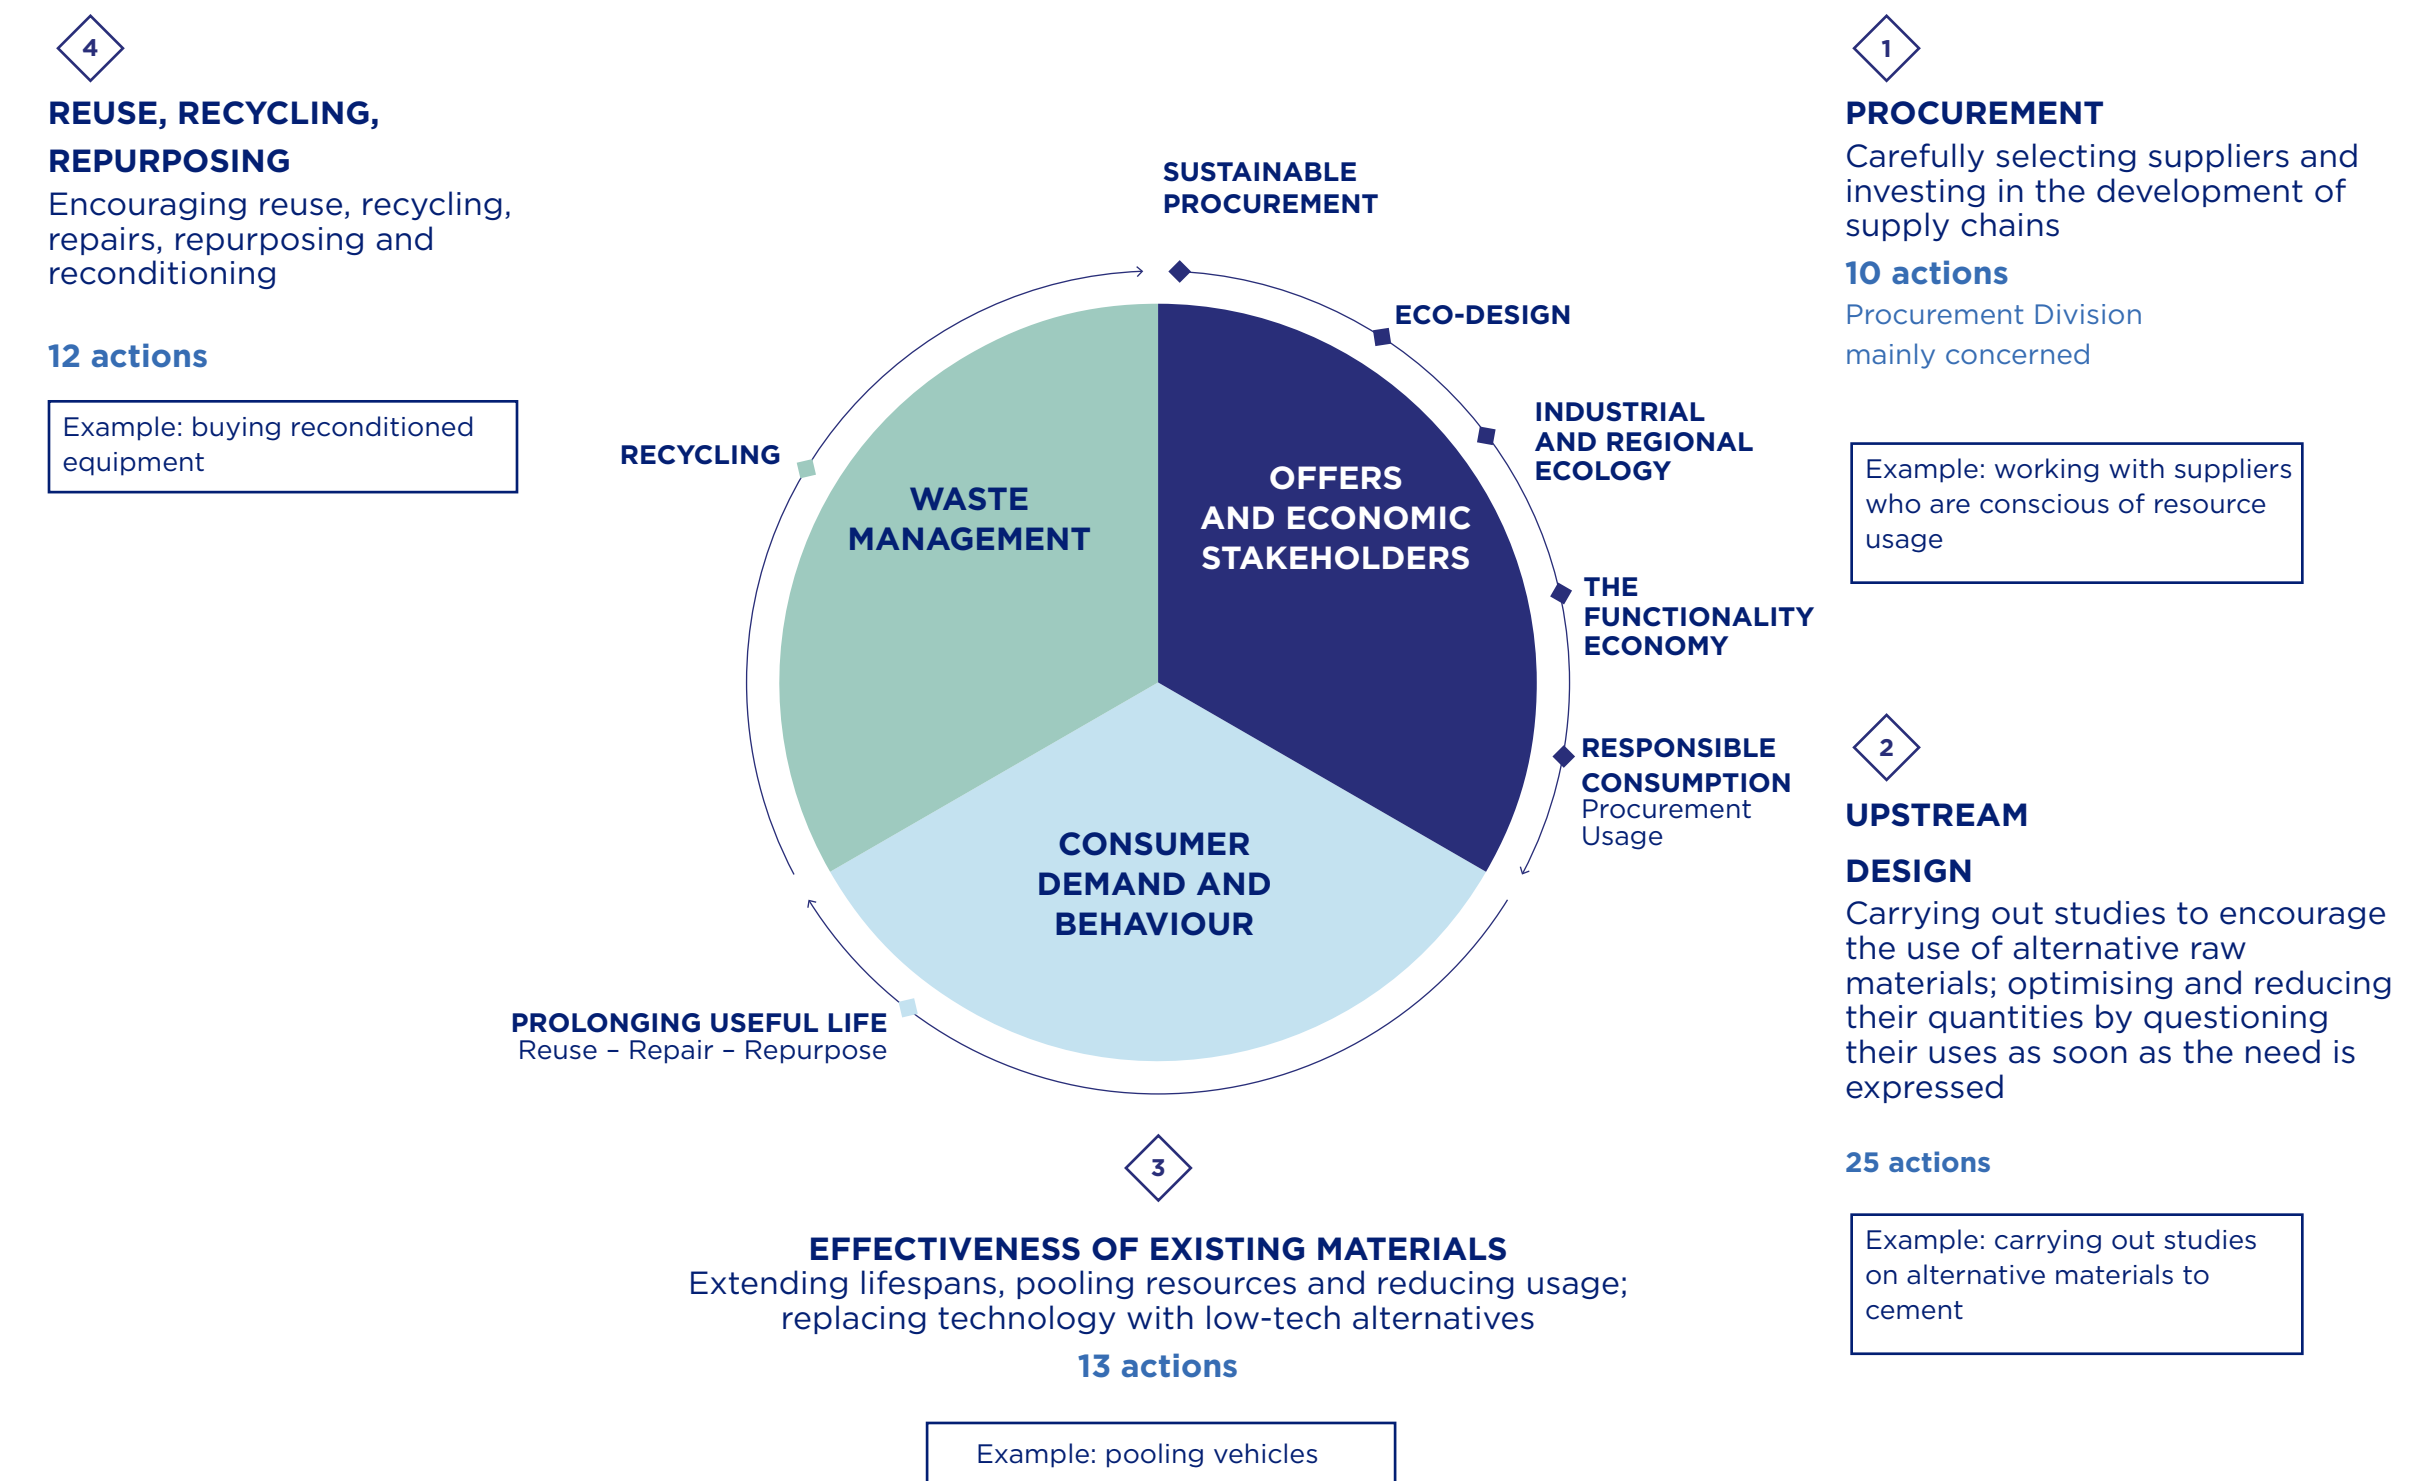 4
REUSE, RECYCLING,
REPURPOSING
Encouraging reuse, recycling,
repairs, repurposing and
reconditioning
12 actions
Example: buying reconditioned
equipment
1
PROCUREMENT
Carefully selecting suppliers and
investing in the development of
supply chains
10 actions
Procurement Division
mainly concerned
Example: working with suppliers
who are conscious of resource
usage
SUSTAINABLE
PROCUREMENT
ECO-DESIGN
INDUSTRIAL
AND REGIONAL
ECOLOGY
THE
FUNCTIONALITY
ECONOMY
RESPONSIBLE
CONSUMPTION
Procurement
Usage
RECYCLING
WASTE
MANAGEMENT
OFFERS
AND ECONOMIC
STAKEHOLDERS
CONSUMER
DEMAND AND
BEHAVIOUR
PROLONGING USEFUL LIFE
Reuse – Repair – Repurpose
2
UPSTREAM
DESIGN
Carrying out studies to encourage
the use of alternative raw
materials; optimising and reducing
their quantities by questioning
their uses as soon as the need is
expressed
25 actions
Example: carrying out studies
on alternative materials to
cement
3
EFFECTIVENESS OF EXISTING MATERIALS
Extending lifespans, pooling resources and reducing usage;
replacing technology with low-tech alternatives
13 actions
Example: pooling vehicles